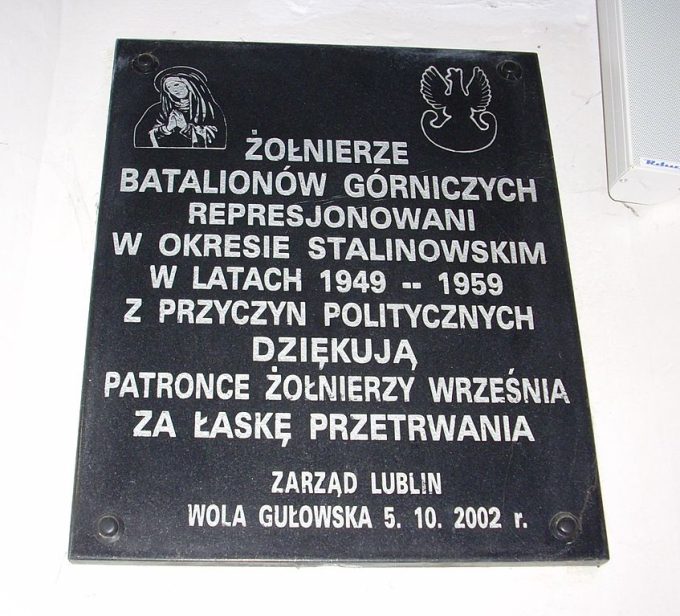 ŻOŁNIERZE
BATALIONÓW GÓRNICZYCH
REPRESJONOWANI
W OKRESIE STALINOWSKIM
W LATACH 1949 -- 1959
Z PRZYCZYN POLITYCZNYCH
DZIĘKUJĄ
PATRONCE ŻOŁNIERZY WRZEŚNIA
ZA ŁASKĘ PRZETRWANIA
ZARZĄD LUBLIN
WOLA GUŁOWSKA 5. 10. 2002 r.